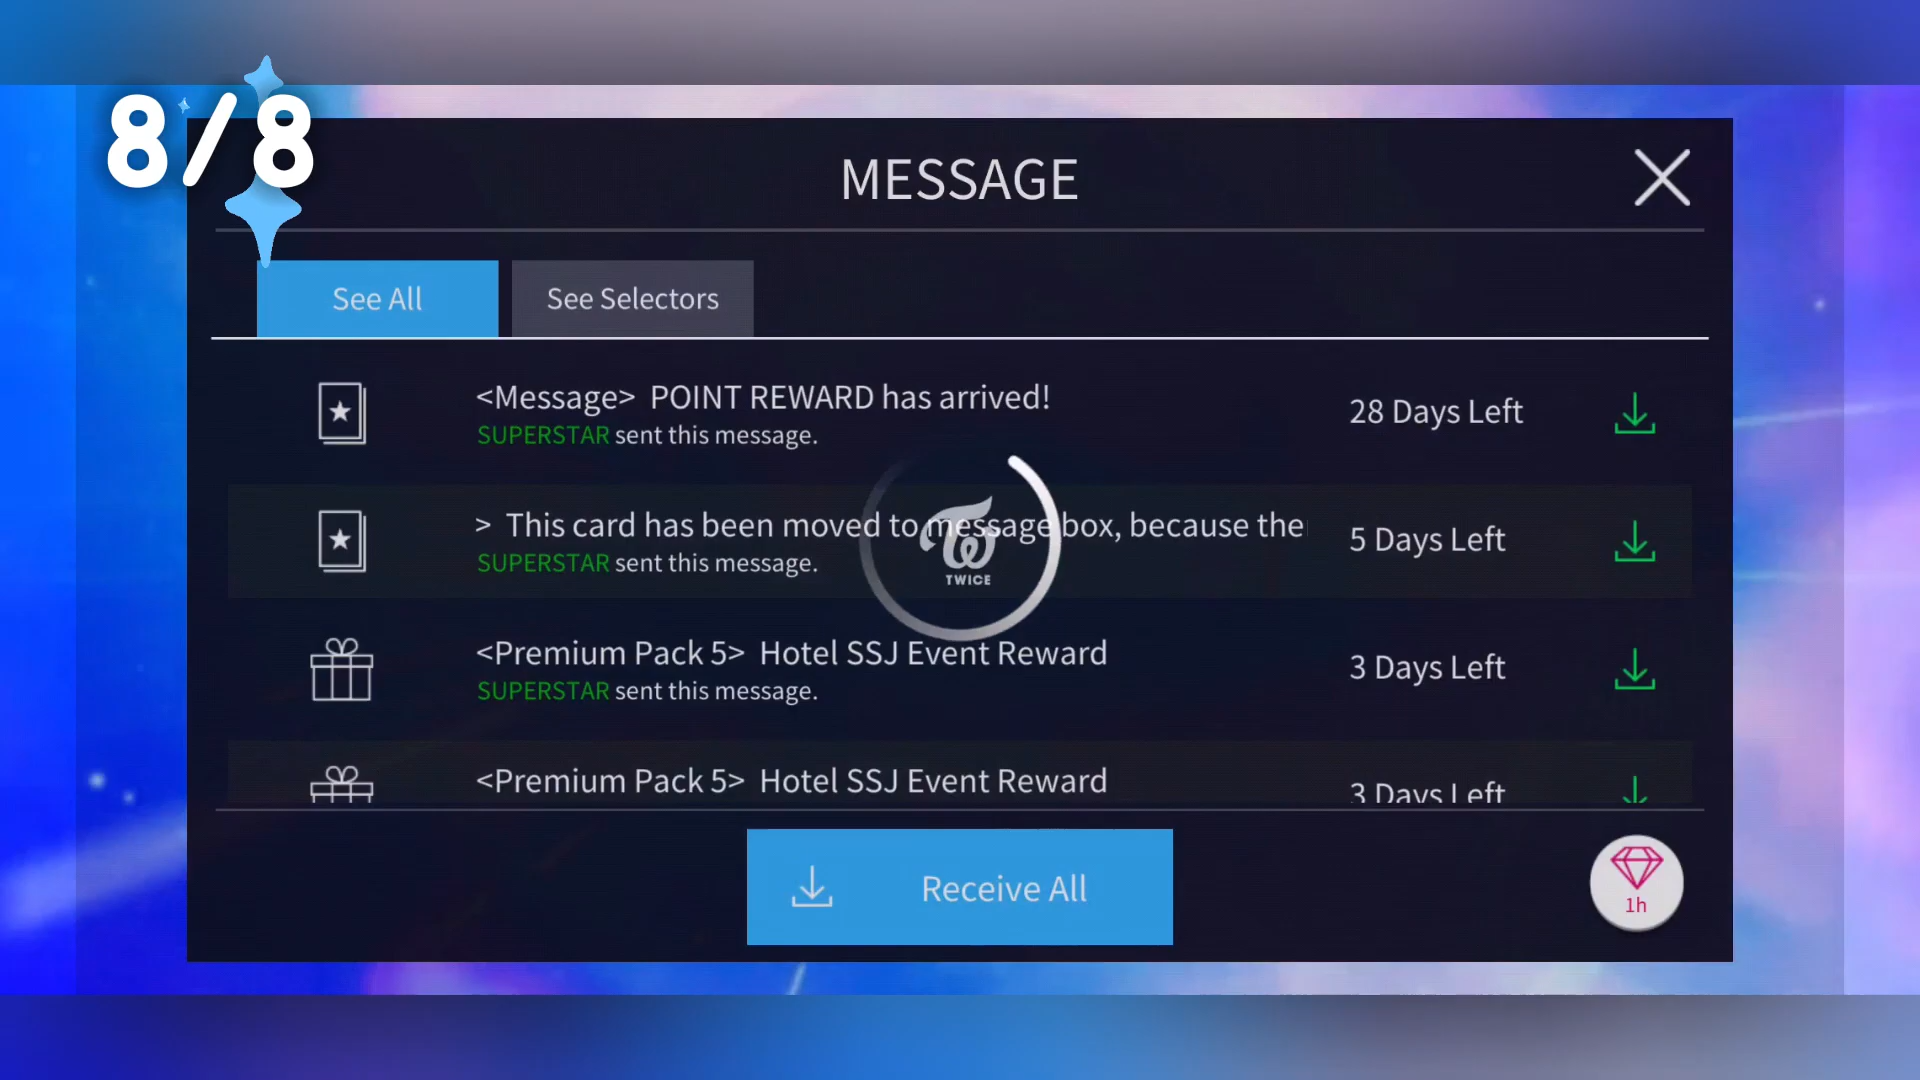 8/8
MESSAGE
See All
See Selectors
<Message> POINT REWARD has arrived!
SUPERSTAR sent this message.
28 Days Left
> This card has been moved to message box, because the
SUPERSTAR sent this message.
5 Days Left
TWICE
<Premium Pack 5> Hotel SSJ Event Reward
SUPERSTAR sent this message.
3 Days Left
<Premium Pack 5> Hotel SSJ Event Reward
3 Days Left
Receive All
1h